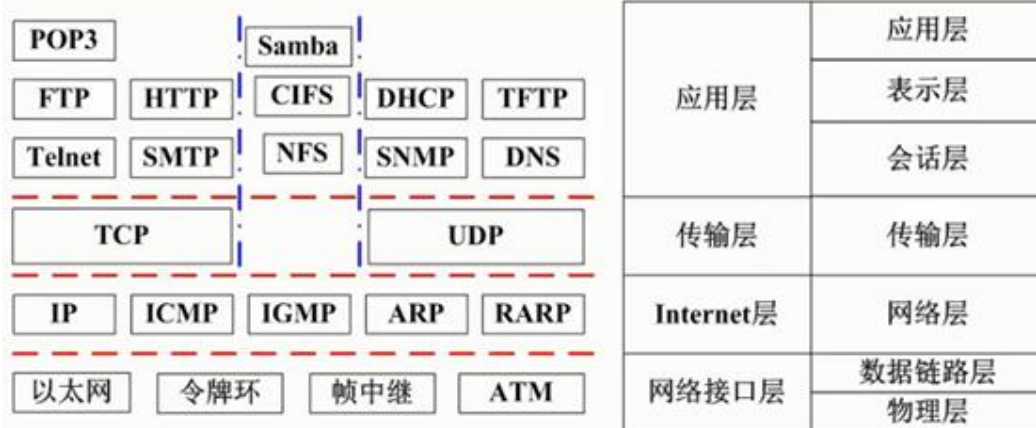 POP3
Samba
FTP HTTP CIFS DHCP TFTP
Telnet SMTP NFS SNMP DNS
TCP UDP
IP ICMP IGMP ARP RARP
以太网 令牌环 帧中继 ATM
应用层 应用层
表示层
会话层
传输层 传输层
Internet层 网络层
网络接口层 数据链路层
物理层